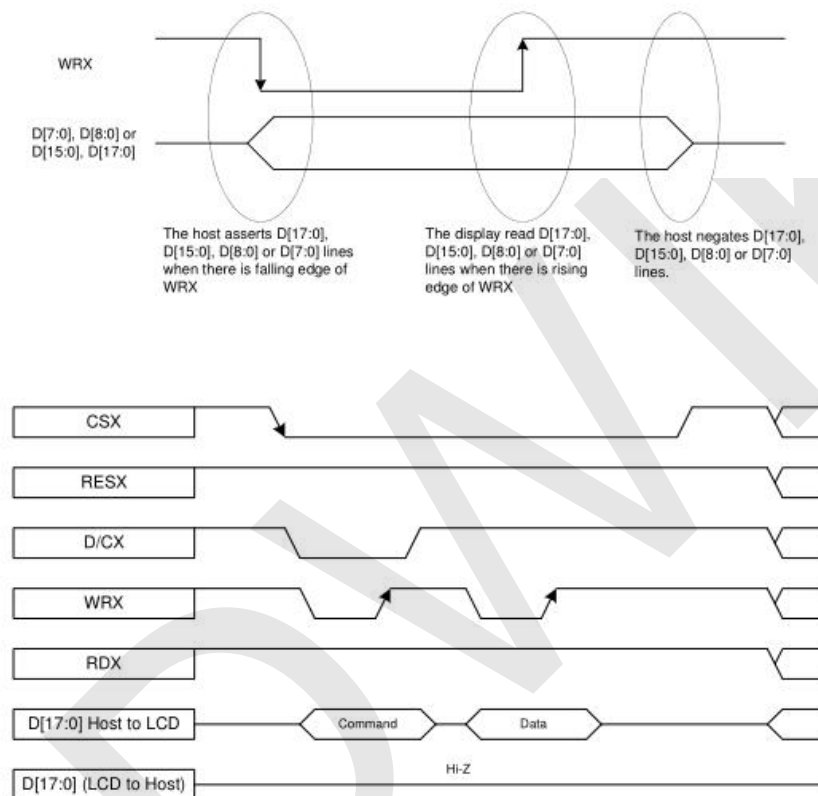 WRX
D[7:0], D[8:0] or
D[15:0], D[17:0]
The host asserts D[17:0],
D[15:0], D[8:0] or D[7:0] lines
when there is falling edge of
WRX
The display read D[17:0],
D[15:0], D[8:0] or D[7:0]
lines when there is rising
edge of WRX
The host negates D[17:0],
D[15:0], D[8:0] or D[7:0]
lines.
CSX
RESX
D/CX
WRX
RDX
D[17:0] Host to LCD
Command
Data
D[17:0] (LCD to Host)
Hi-Z